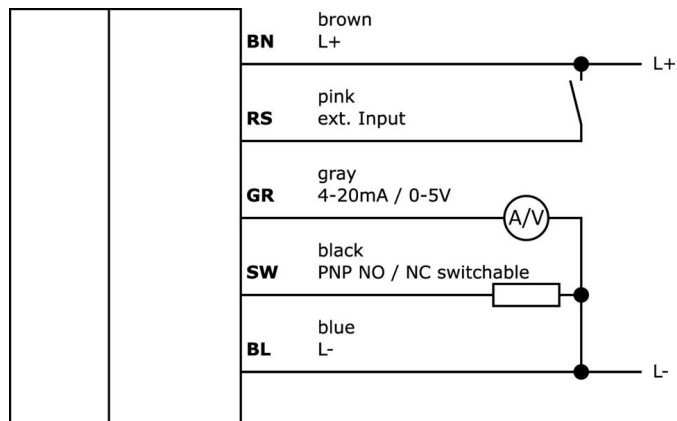 brown
BN L+
L+
pink
RS ext. Input
gray
GR 4-20mA / 0-5V
A/V
black
SW PNP NO / NC switchable
blue
BL L-
L-